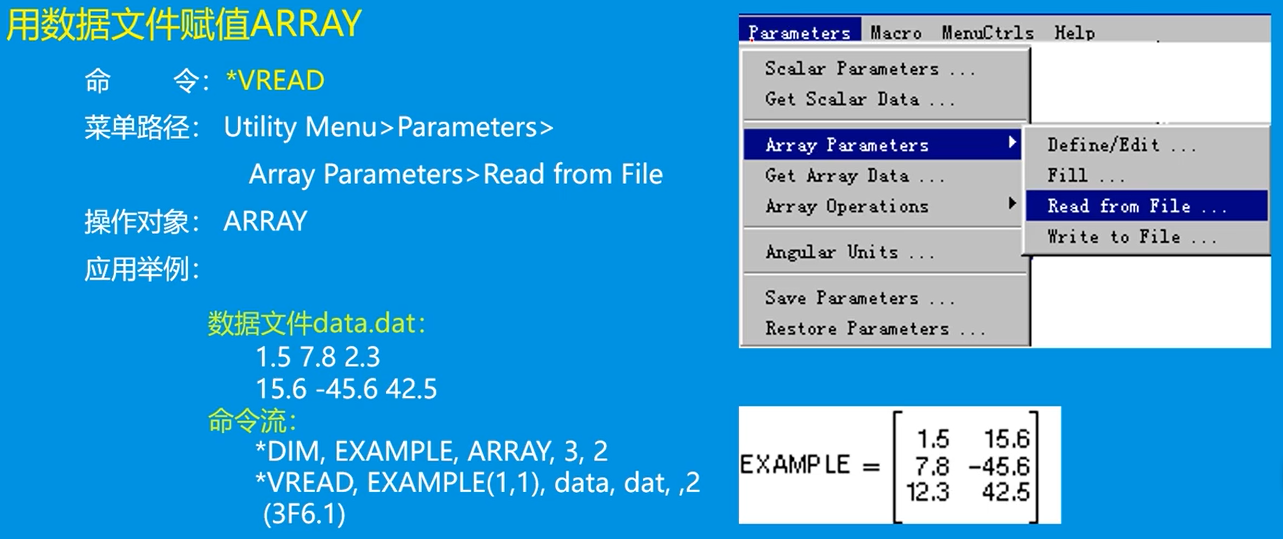 用数据文件赋值ARRAY
命 令：*VREAD
菜单路径： Utility Menu>Parameters>
Array Parameters>Read from File
操作对象： ARRAY
应用举例：
数据文件data.dat：
1.5 7.8 2.3
15.6 -45.6 42.5
命令流：
*DIM, EXAMPLE, ARRAY, 3, 2
*VREAD, EXAMPLE(1,1), data, dat, ,2
(3F6.1)
Parameters Macro MenuCtrls Help
Scalar Parameters ...
Get Scalar Data ...
Array Parameters
Get Array Data ...
Array Operations
Angular Units ...
Save Parameters ...
Restore Parameters ...
Define/Edit ...
Fill ...
Read from File ...
Write to File ...
1.5 15.6
EXAMPLE = 7.8 -45.6
12.3 42.5